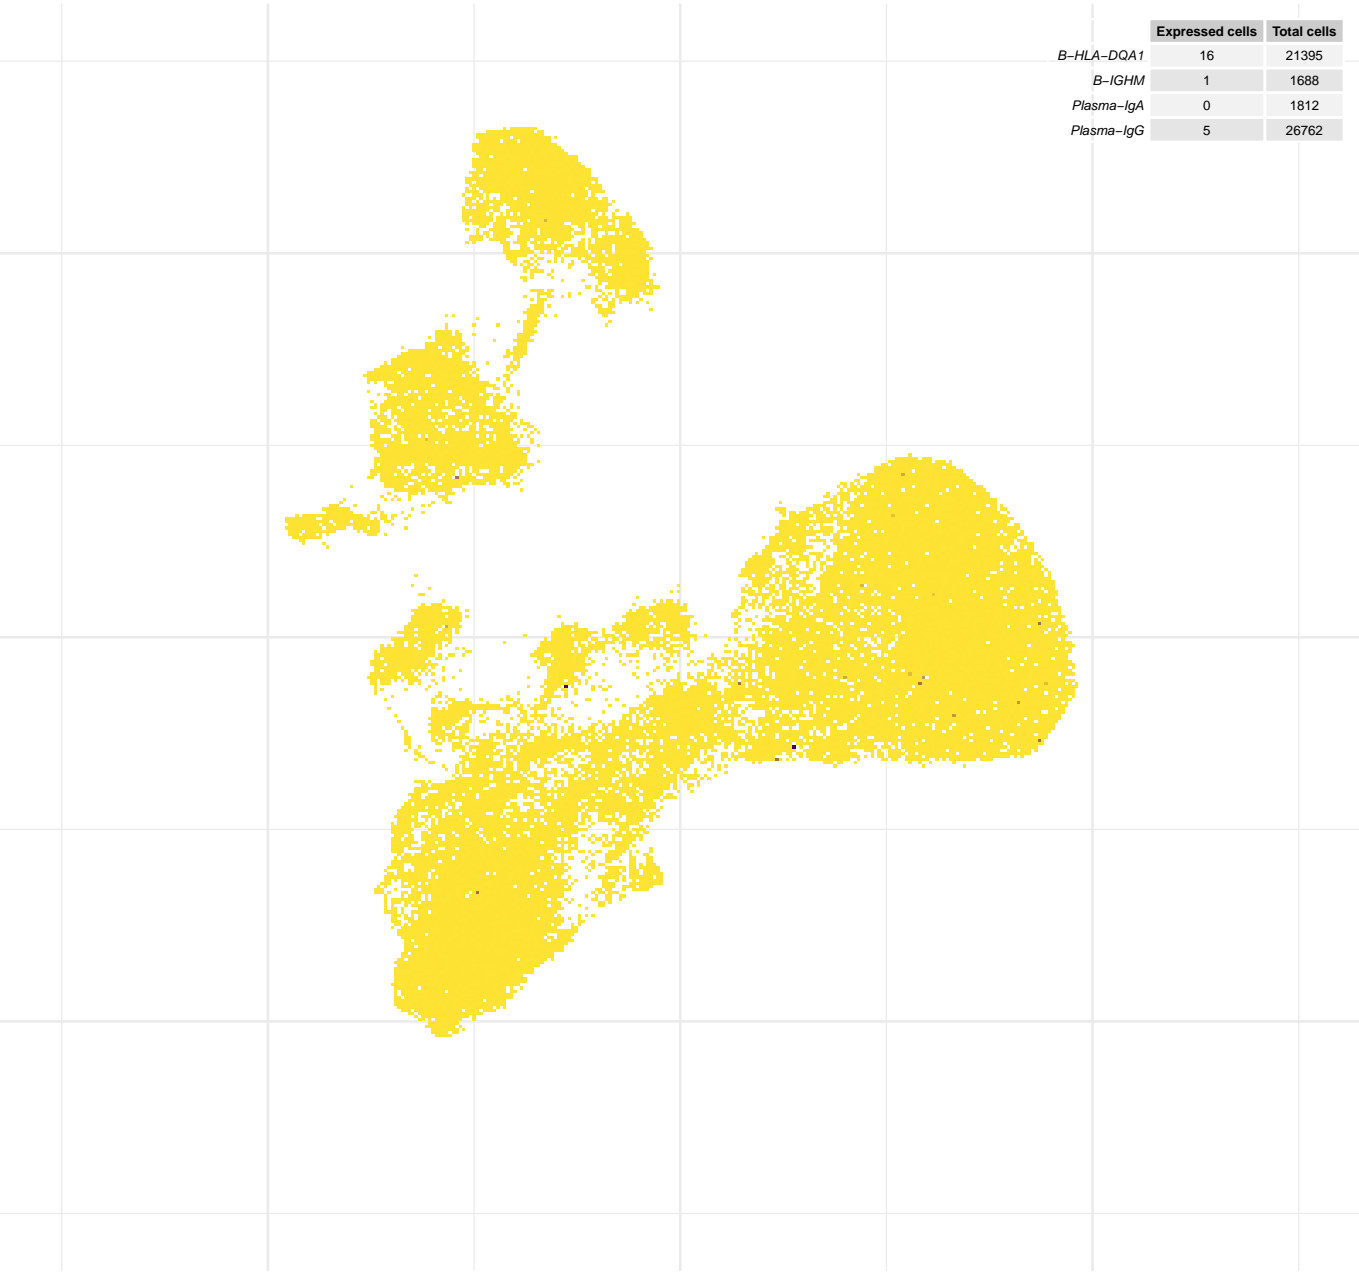 Expressed cells Total cells
B−HLA−DQA1 16 21395
B−IGHM 1 1688
Plasma−IgA 0 1812
Plasma−IgG 5 26762